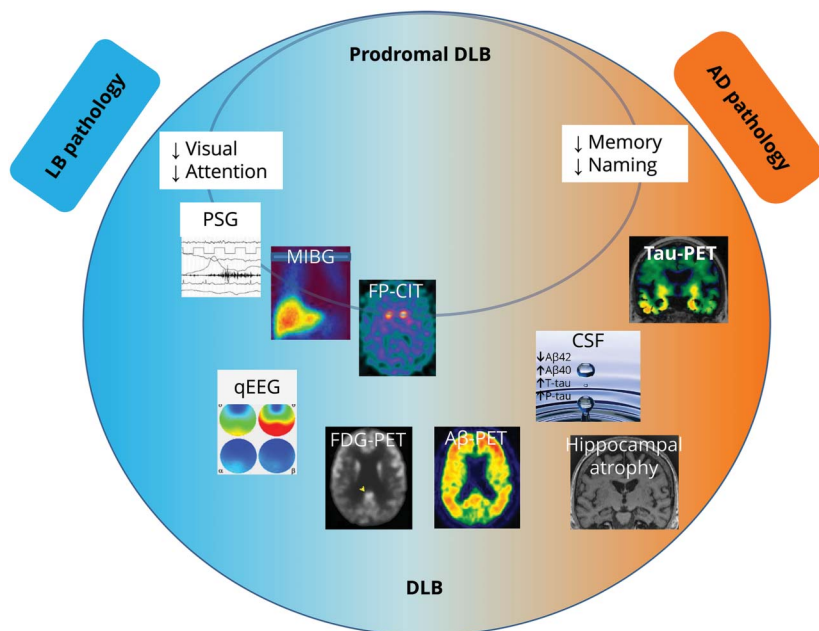 Prodromal DLB
LB pathology
AD pathology
↓ Visual
↓ Attention
↓ Memory
↓ Naming
PSG
MIBG
FP-CIT
Tau-PET
CSF
↓Aβ42
↑Aβ40
↑T-tau
↑P-tau
qEEG
α
β
FDG-PET
Aβ-PET
Hippocampal
atrophy
DLB